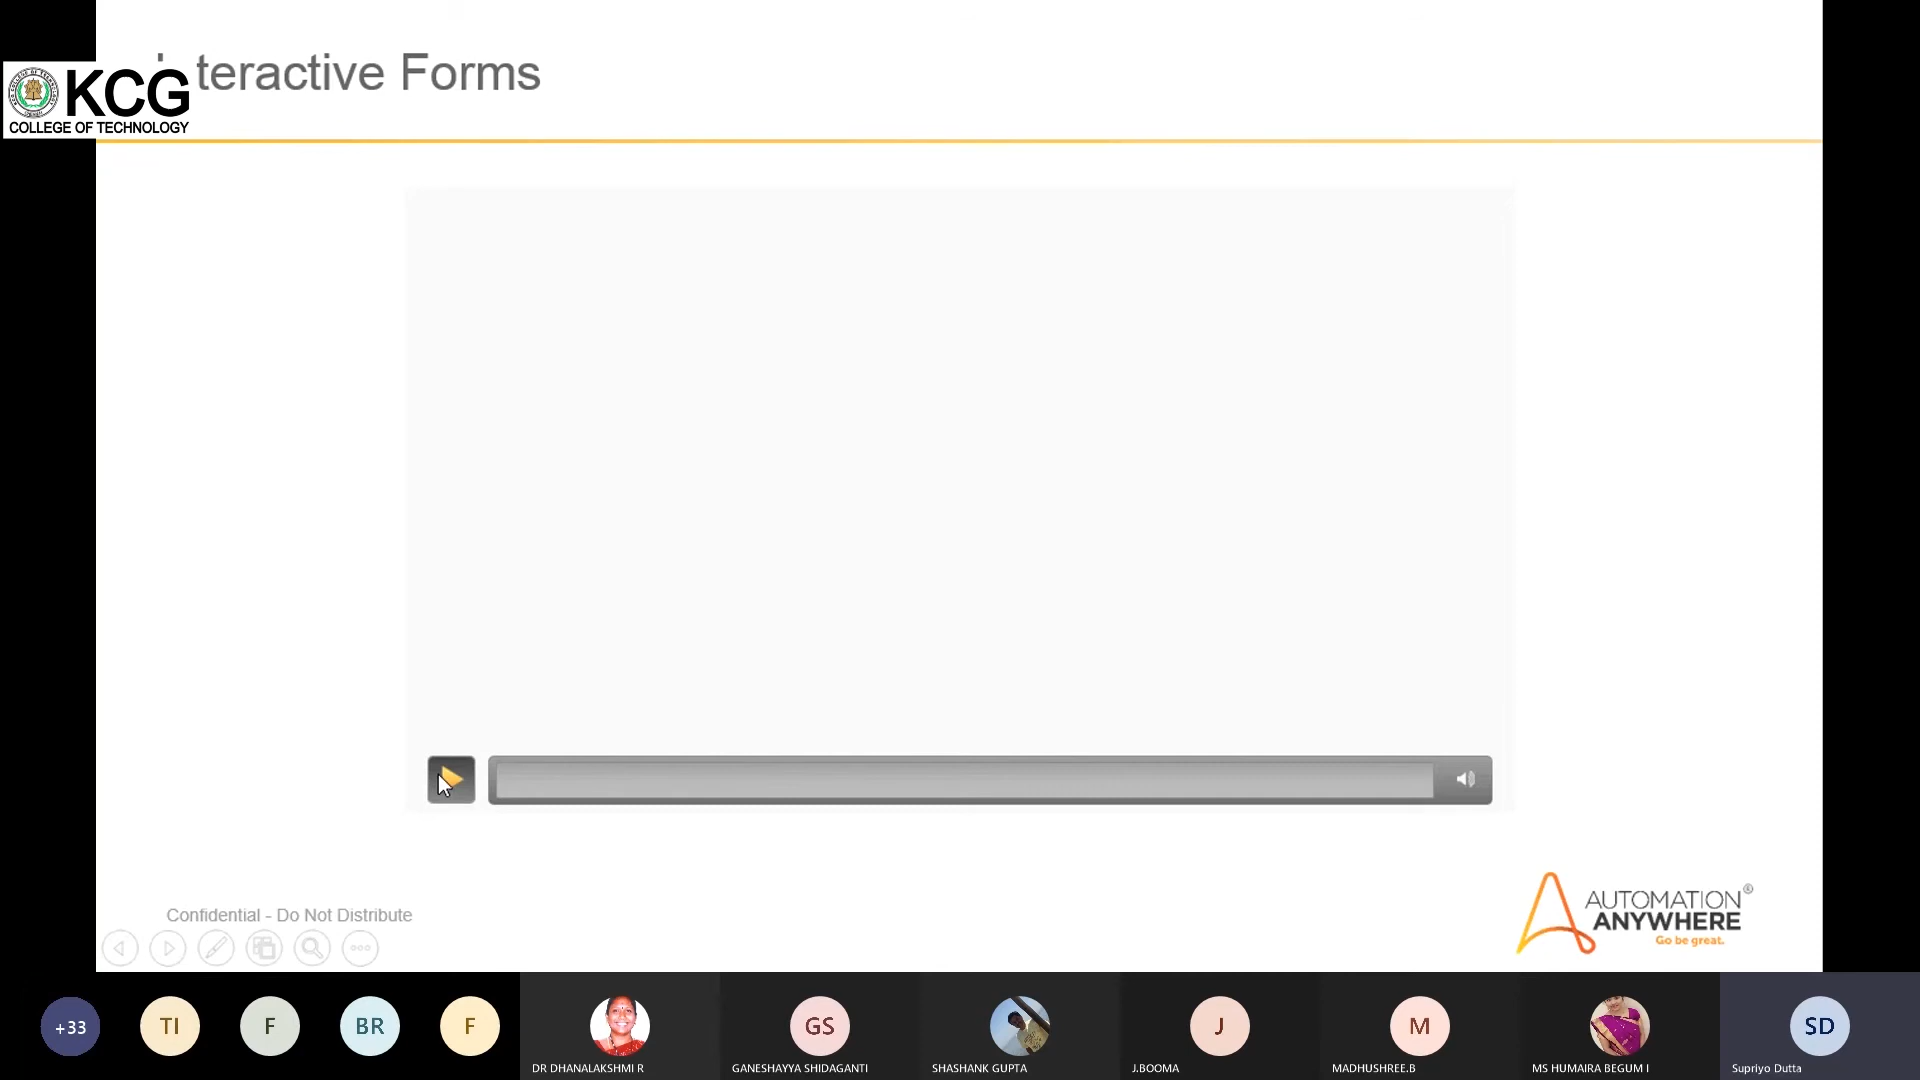 teractive Forms
KCG
COLLEGE OF TECHNOLOGY
Confidential - Do Not Distribute
AUTOMATION®
ANYWHERE
Go be great.
+33
TI
F
BR
F
GS
J
M
SD
DR DHANALAKSHMI R
GANESHAYYA SHIDAGANTI
SHASHANK GUPTA
J.BOOMA
MADHUSHREE.B
MS HUMAIRA BEGUM I
Supriyo Dutta